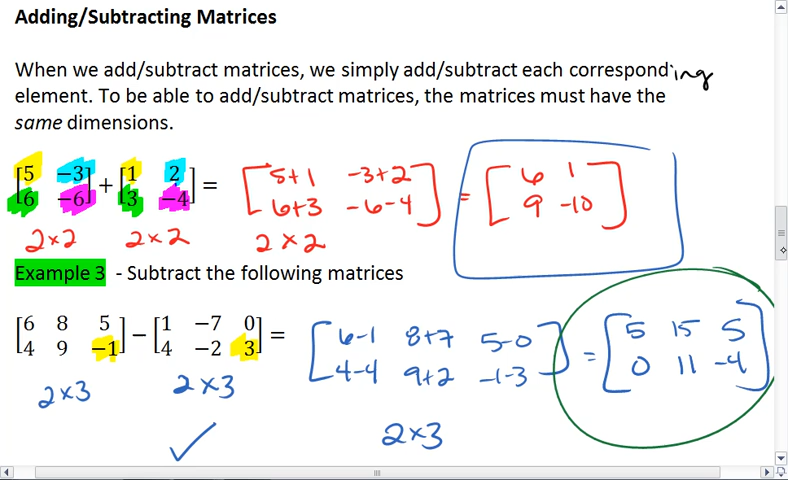 Adding/Subtracting Matrices
When we add/subtract matrices, we simply add/subtract each corresponding
element. To be able to add/subtract matrices, the matrices must have the
same dimensions.
[5 -3] + [1 2] = [5+1 -3+2] = [6 1]
[6 -6] [3 -4] [6+3 -6-4] [9 -10]
2×2 2×2 2×2
Example 3 - Subtract the following matrices
[6 8 5] − [1 −7 0] = [6-1 8+7 5-0] = [5 15 5]
[4 9 −1] [4 −2 3] [4-4 9+2 -1-3] [0 11 -4]
2×3 2×3 2×3